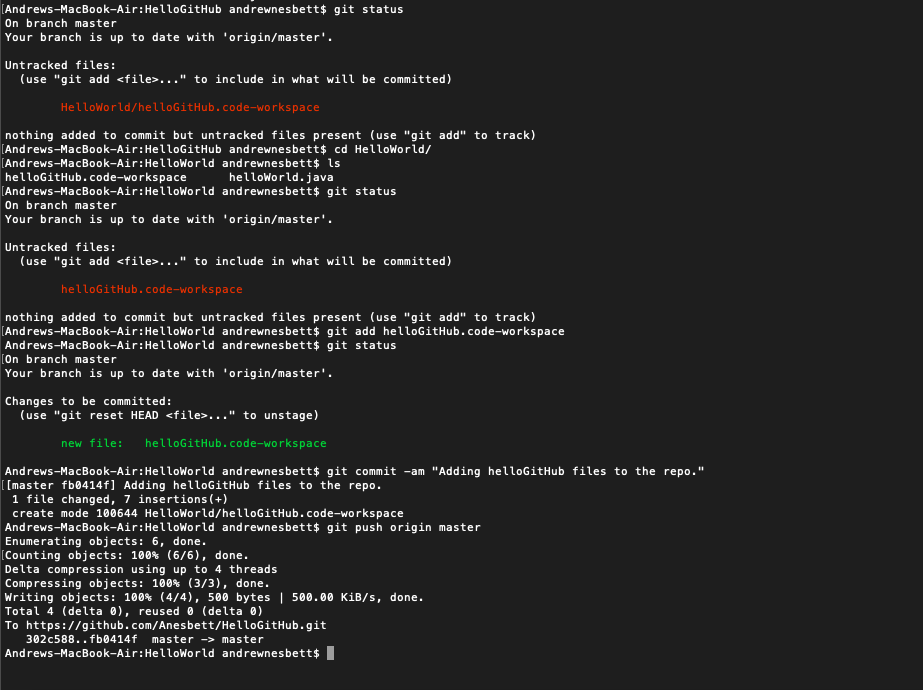 [Andrews-MacBook-Air:HelloGitHub andrewnesbett$ git status
On branch master
Your branch is up to date with 'origin/master'.
Untracked files:
  (use "git add <file>..." to include in what will be committed)
        HelloWorld/helloGitHub.code-workspace
nothing added to commit but untracked files present (use "git add" to track)
[Andrews-MacBook-Air:HelloGitHub andrewnesbett$ cd HelloWorld/
[Andrews-MacBook-Air:HelloWorld andrewnesbett$ ls
helloGitHub.code-workspace      helloWorld.java
[Andrews-MacBook-Air:HelloWorld andrewnesbett$ git status
On branch master
Your branch is up to date with 'origin/master'.
Untracked files:
  (use "git add <file>..." to include in what will be committed)
        helloGitHub.code-workspace
nothing added to commit but untracked files present (use "git add" to track)
[Andrews-MacBook-Air:HelloWorld andrewnesbett$ git add helloGitHub.code-workspace
Andrews-MacBook-Air:HelloWorld andrewnesbett$ git status
[On branch master
Your branch is up to date with 'origin/master'.
Changes to be committed:
  (use "git reset HEAD <file>..." to unstage)
        new file:   helloGitHub.code-workspace
Andrews-MacBook-Air:HelloWorld andrewnesbett$ git commit -am "Adding helloGitHub files to the repo."
[[master fb0414f] Adding helloGitHub files to the repo.
 1 file changed, 7 insertions(+)
 create mode 100644 HelloWorld/helloGitHub.code-workspace
Andrews-MacBook-Air:HelloWorld andrewnesbett$ git push origin master
Enumerating objects: 6, done.
[Counting objects: 100% (6/6), done.
Delta compression using up to 4 threads
Compressing objects: 100% (3/3), done.
Writing objects: 100% (4/4), 500 bytes | 500.00 KiB/s, done.
Total 4 (delta 0), reused 0 (delta 0)
To https://github.com/Anesbett/HelloGitHub.git
   302c588..fb0414f  master -> master
Andrews-MacBook-Air:HelloWorld andrewnesbett$